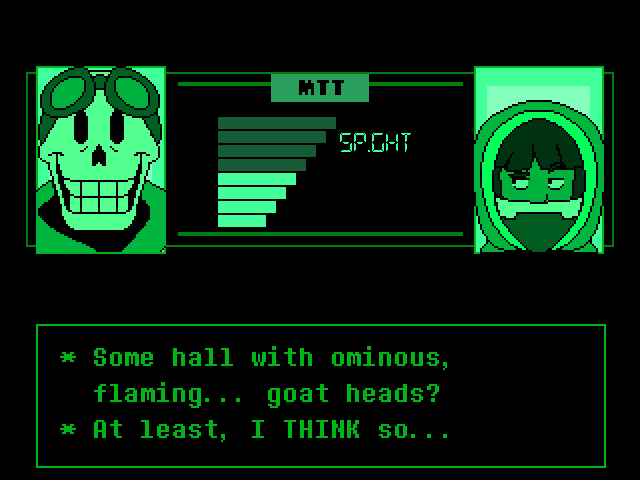 MTT
SP.GHT
* Some hall with ominous,
flaming... goat heads?
* At least, I THINK so...